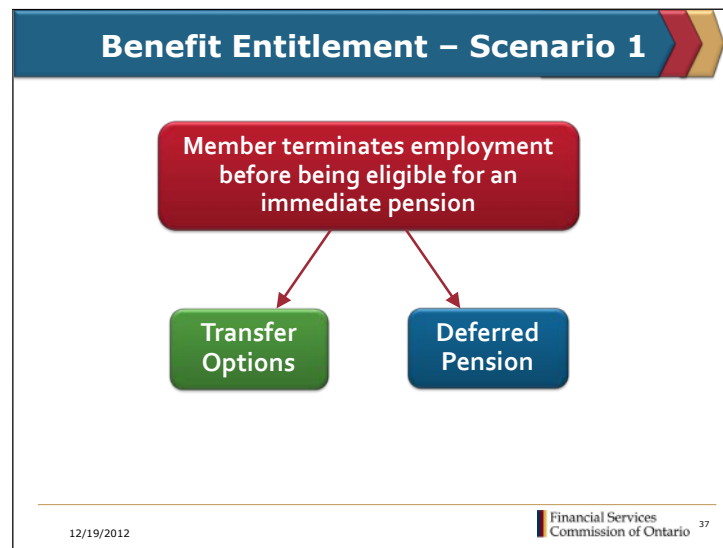 Benefit Entitlement – Scenario 1
Member terminates employment
before being eligible for an
immediate pension
Transfer
Options
Deferred
Pension
12/19/2012
Financial Services
Commission of Ontario
37